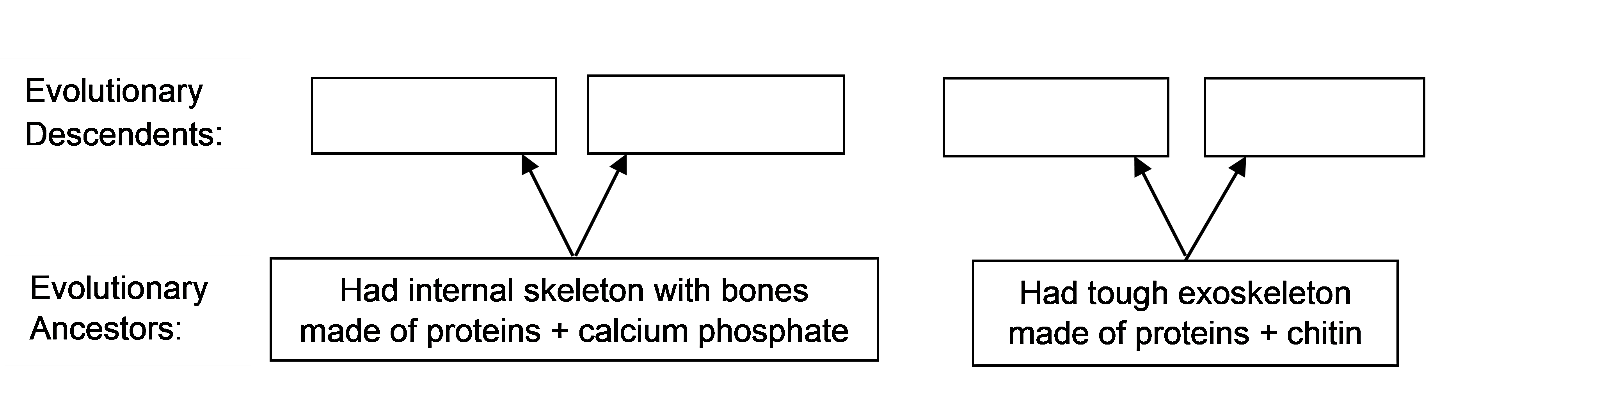 Evolutionary
Descendents:
Evolutionary
Ancestors:
Had internal skeleton with bones
made of proteins + calcium phosphate
Had tough exoskeleton
made of proteins + chitin